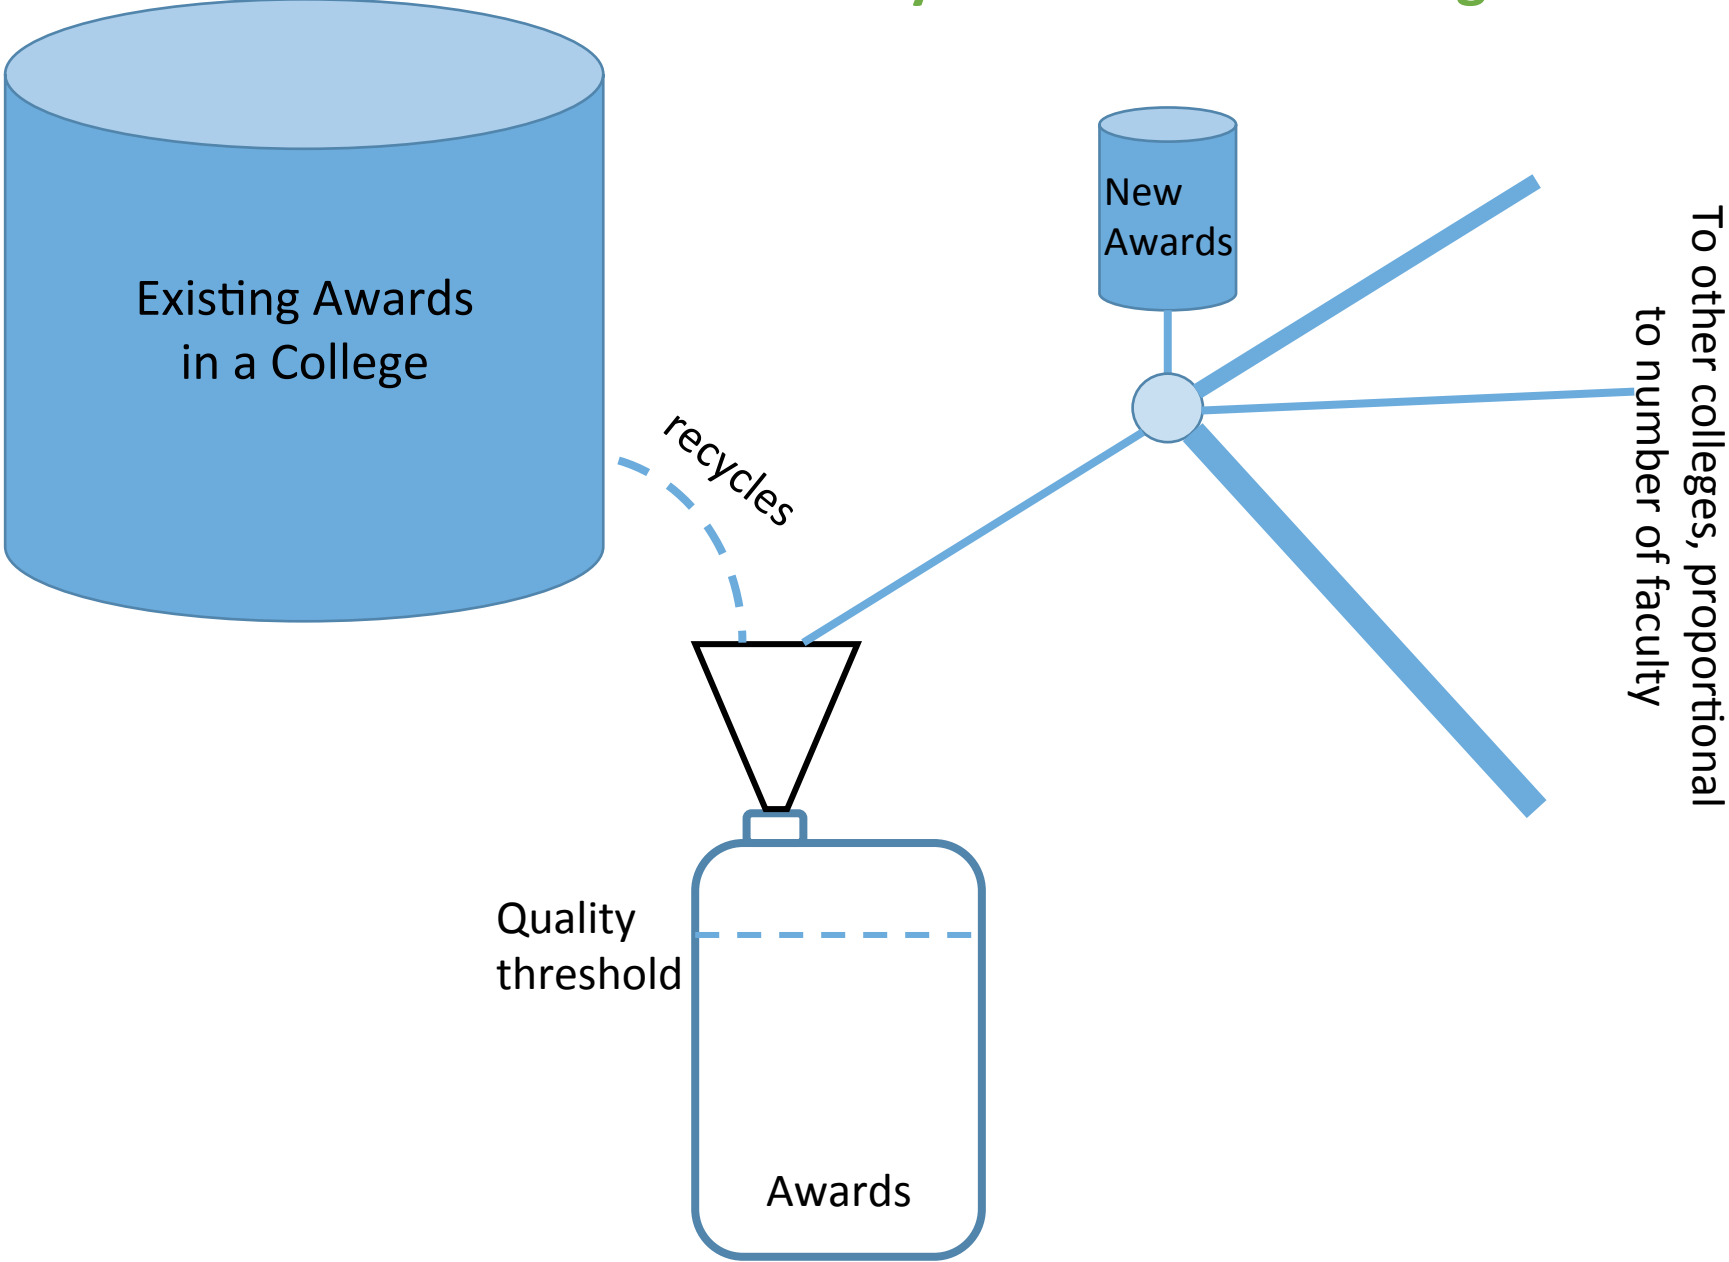 Existing Awards
in a College
New
Awards
recycles
To other colleges, proportional
to number of faculty
Quality
threshold
Awards